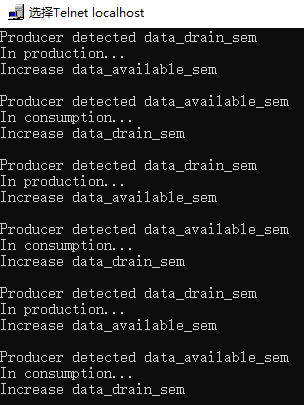 选择Telnet localhost
Producer detected data_drain_sem
In production...
Increase data_available_sem
Producer detected data_available_sem
In consumption...
Increase data_drain_sem
Producer detected data_drain_sem
In production...
Increase data_available_sem
Producer detected data_available_sem
In consumption...
Increase data_drain_sem
Producer detected data_drain_sem
In production...
Increase data_available_sem
Producer detected data_available_sem
In consumption...
Increase data_drain_sem